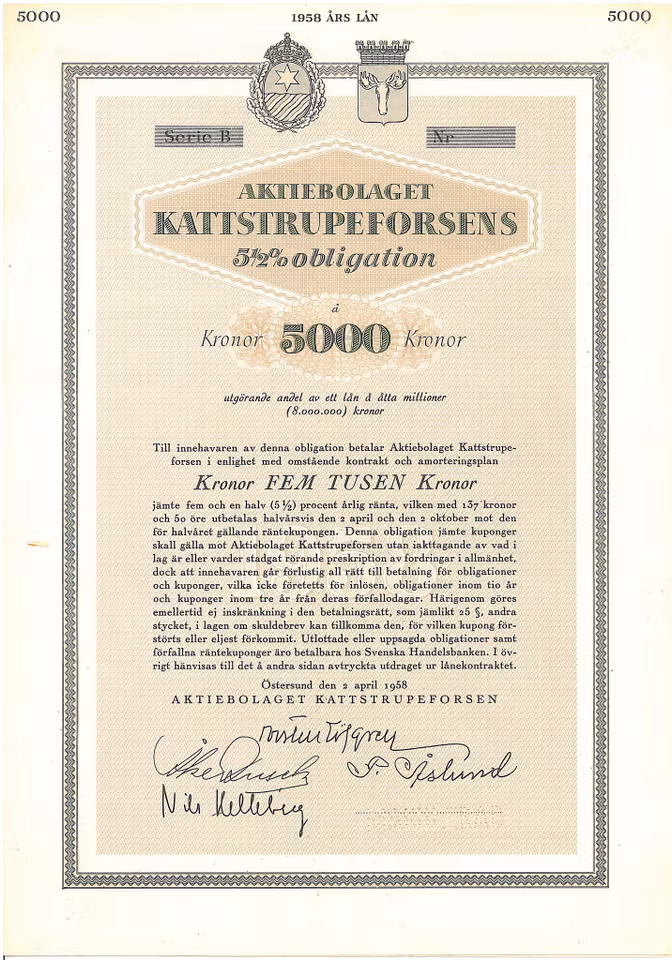 5000 1958 ÅRS LÅN 5000
Serie B Nr
AKTIEBOLAGET
KATTSTRUPEFORSENS
5½% obligation
à
Kronor 5000 Kronor
utgörande andel av ett lån å åtta millioner
(8.000.000) kronor
Till innehavaren av denna obligation betalar Aktiebolaget Kattstrupe-
forsen i enlighet med omstående kontrakt och amorteringsplan
Kronor FEM TUSEN Kronor
jämte fem och en halv (5 ½) procent årlig ränta, vilken med 137 kronor
och 50 öre utbetalas halvårsvis den 2 april och den 2 oktober mot den
för halvåret gällande räntekupongen. Denna obligation jämte kuponger
skall gälla mot Aktiebolaget Kattstrupeforsen utan iakttagande av vad i
lag är eller varder stadgat rörande preskription av fordringar i allmänhet,
dock att innehavaren går förlustig all rätt till betalning för obligationer
och kuponger, vilka icke företetts för inlösen, obligationer inom tio år
och kuponger inom tre år från deras förfallodagar. Härigenom göres
emellertid ej inskränkning i den betalningsrätt, som jämlikt 25 §, andra
stycket, i lagen om skuldebrev kan tillkomma den, för vilken kupong för-
störts eller eljest förkommit. Utlottade eller uppsagda obligationer samt
förfallna räntekuponger äro betalbara hos Svenska Handelsbanken. I öv-
rigt hänvisas till det å andra sidan avtryckta utdraget ur lånekontraktet.
Östersund den 2 april 1958
AKTIEBOLAGET KATTSTRUPEFORSEN
P. Åslund
Nils